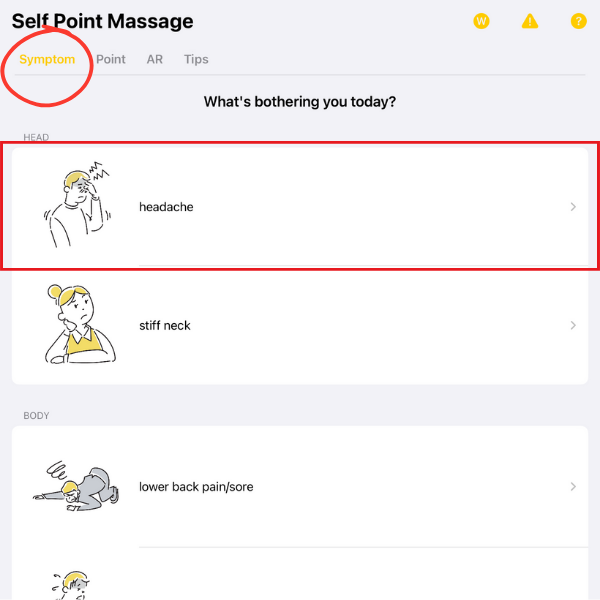 Self Point Massage
W ?
Symptom Point AR Tips
What's bothering you today?
HEAD
headache
stiff neck
BODY
lower back pain/sore